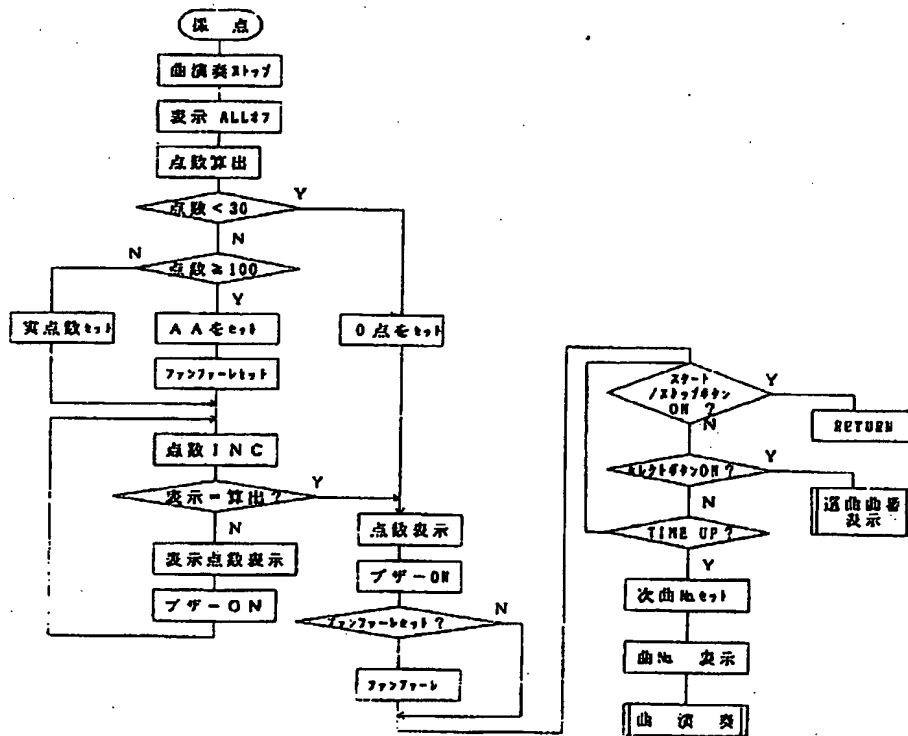 採 点
曲演奏ストップ
表示 ALLオフ
点数算出
Y
点数<30
N
N
点数≧100
Y
実点数セット
AAをセット
0点をセット
ファンファーレセット
点数INC
表示=算出?
Y
N
表示点数表示
ブザーON
点数表示
ブザーON
N
ファンファーレセット?
ファンファーレ
スタート
/ストップボタン
ON ?
Y
RETURN
N
セレクトボタンON?
Y
選曲曲番
表示
N
TIME UP?
Y
次曲№セット
曲№ 表示
曲 演 奏